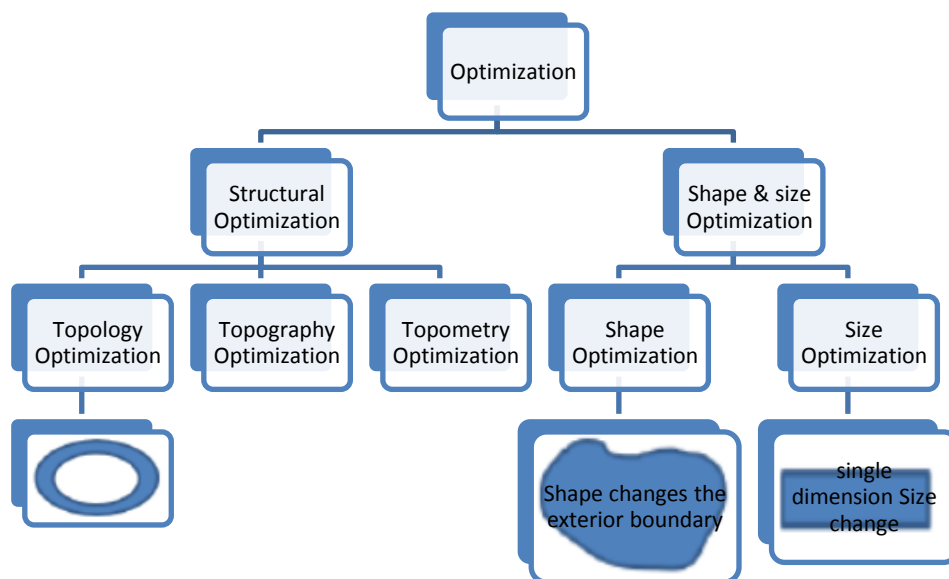 Optimization
Structural
Optimization
Shape & size
Optimization
Topology
Optimization
Topography
Optimization
Topometry
Optimization
Shape
Optimization
Size
Optimization
Shape changes the
exterior boundary
single
dimension Size
change